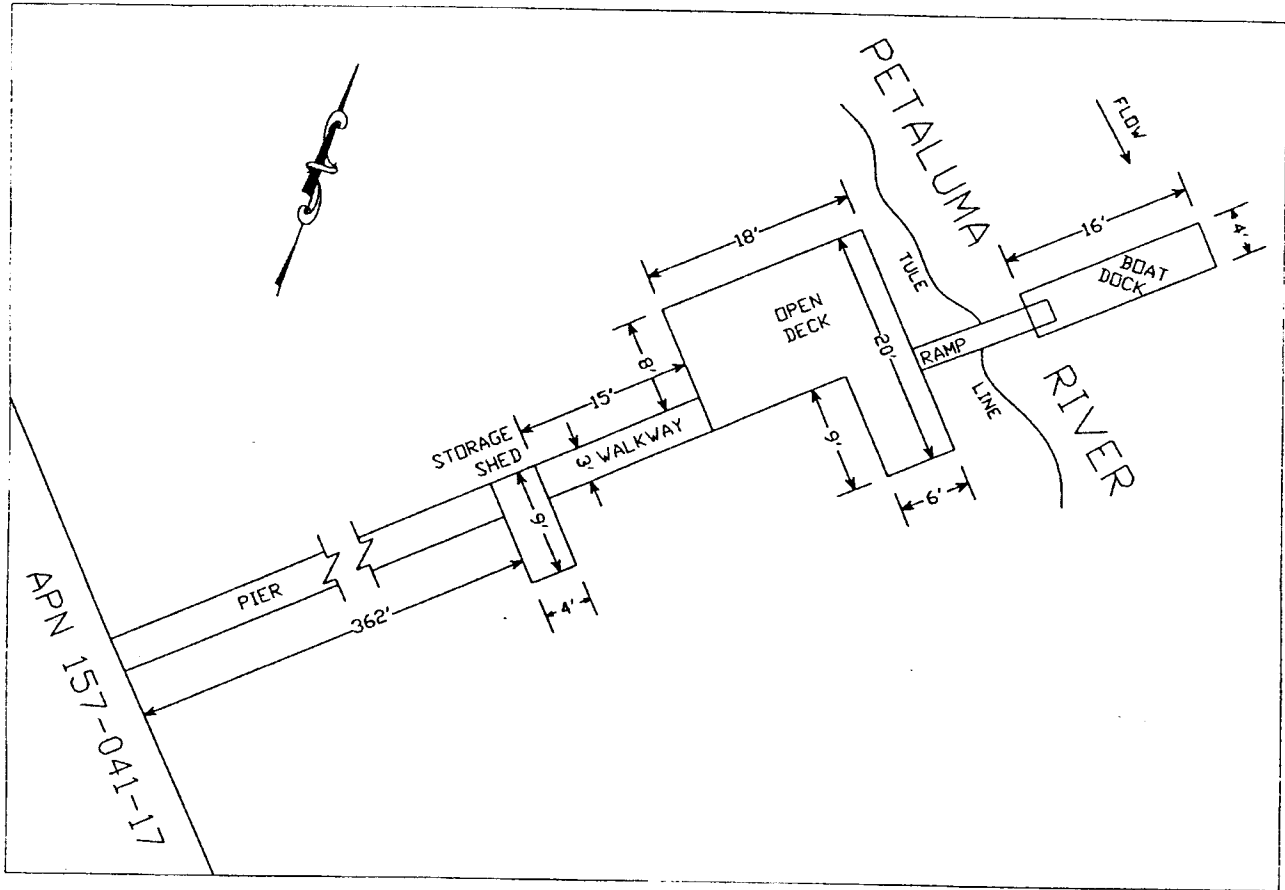 PETALUMA
RIVER
FLOW
18'
16'
4'
BOAT
DOCK
TULE
LINE
OPEN
DECK
20'
RAMP
8'
15'
STORAGE
SHED
3'
WALKWAY
9'
6'
9'
4'
PIER
362'
APN 157-041-17